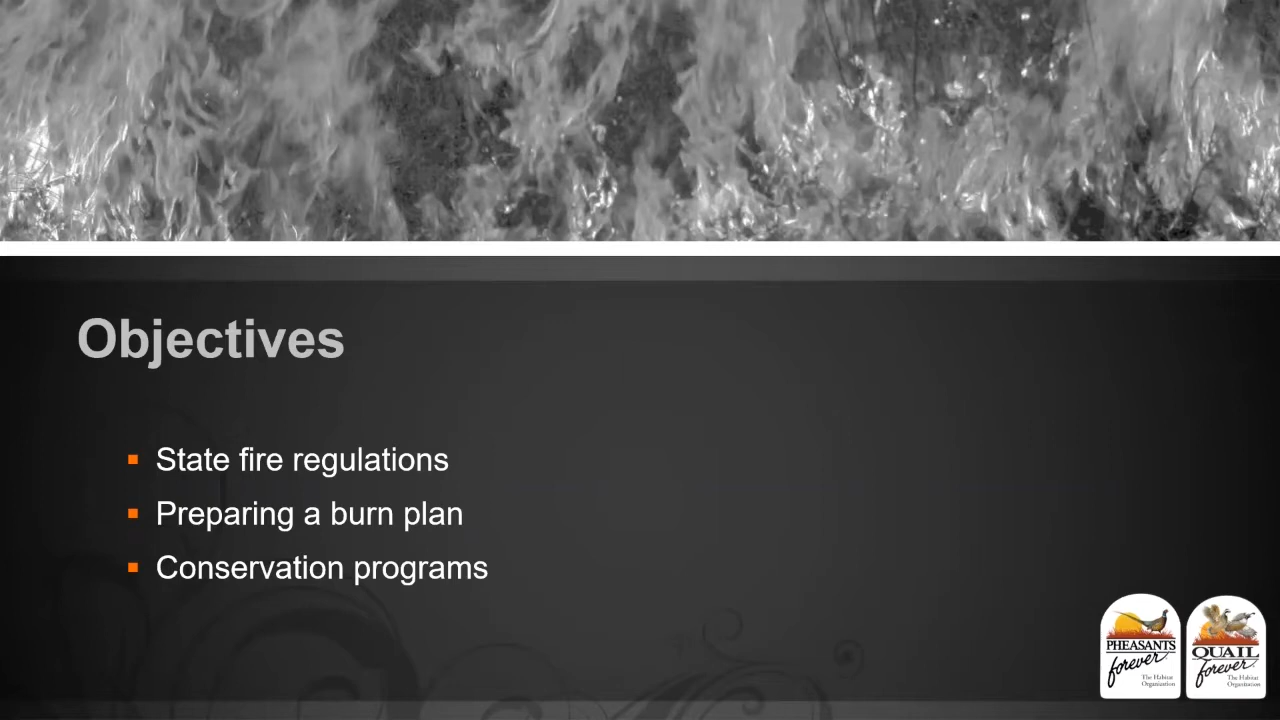 Objectives
State fire regulations
Preparing a burn plan
Conservation programs
PHEASANTS
forever
The Habitat
Organization
QUAIL
forever
The Habitat
Organization